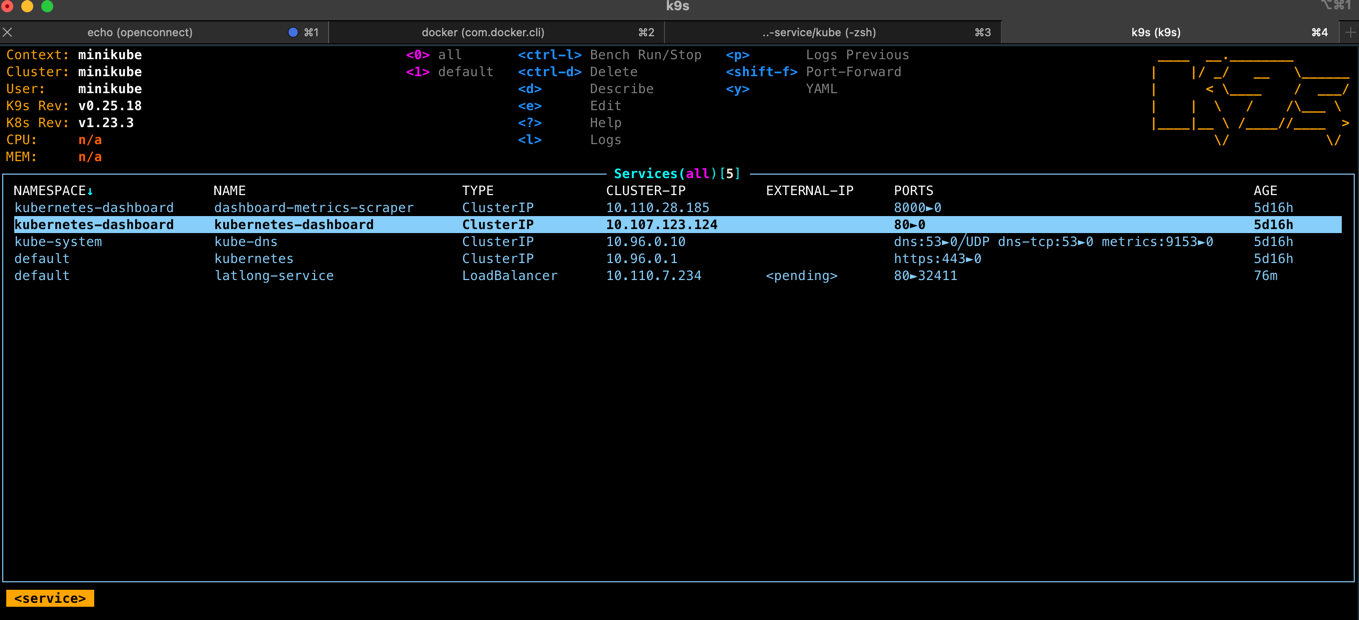 k9s
⌥⌘1
echo (openconnect) ⌘1 docker (com.docker.cli) ⌘2 ..-service/kube (-zsh) ⌘3 k9s (k9s) ⌘4
Context: minikube <0> all <ctrl-l> Bench Run/Stop <p> Logs Previous
Cluster: minikube <1> default <ctrl-d> Delete <shift-f> Port-Forward
User: minikube <d> Describe <y> YAML
K9s Rev: v0.25.18 <e> Edit
K8s Rev: v1.23.3 <?> Help
CPU: n/a <l> Logs
MEM: n/a
K9s
Services(all)[5]
NAMESPACE↓ NAME TYPE CLUSTER-IP EXTERNAL-IP PORTS AGE
kubernetes-dashboard dashboard-metrics-scraper ClusterIP 10.110.28.185 8000►0 5d16h
kubernetes-dashboard kubernetes-dashboard ClusterIP 10.107.123.124 80►0 5d16h
kube-system kube-dns ClusterIP 10.96.0.10 dns:53►0╱UDP dns-tcp:53►0 metrics:9153►0 5d16h
default kubernetes ClusterIP 10.96.0.1 https:443►0 5d16h
default latlong-service LoadBalancer 10.110.7.234 <pending> 80►32411 76m
<service>